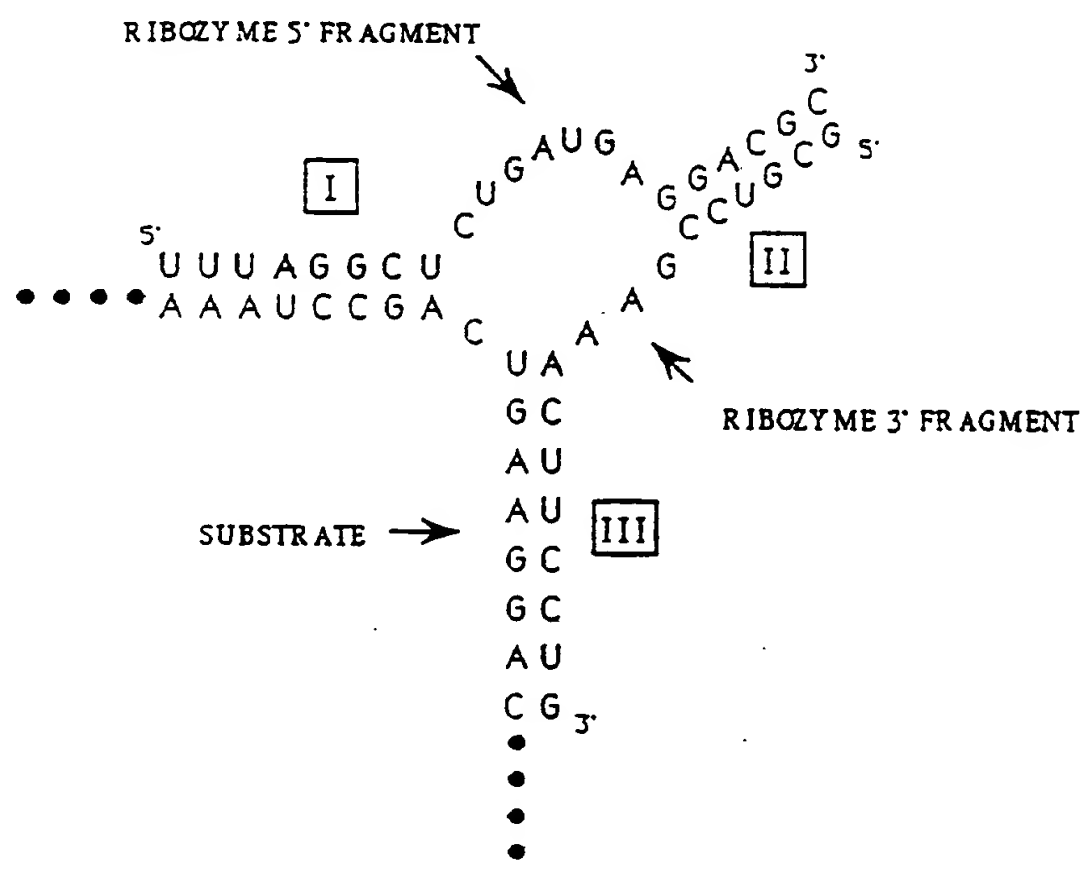 RIBOZYME 5' FRAGMENT
3'
C
G
C
A
G
G
A
G
U
A
G
U
C
G 5'
C
G
U
C
C
G
A
A
I
II
5'
U U U A G G C U
A A A U C C G A
C
U A
G C
A U
A U
G C
G C
A U
C G 3'
III
RIBOZYME 3' FRAGMENT
SUBSTRATE